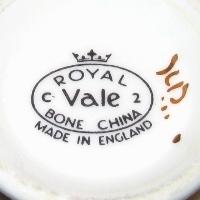 ROYAL
C· Vale 2
BONE CHINA
MADE IN ENGLAND